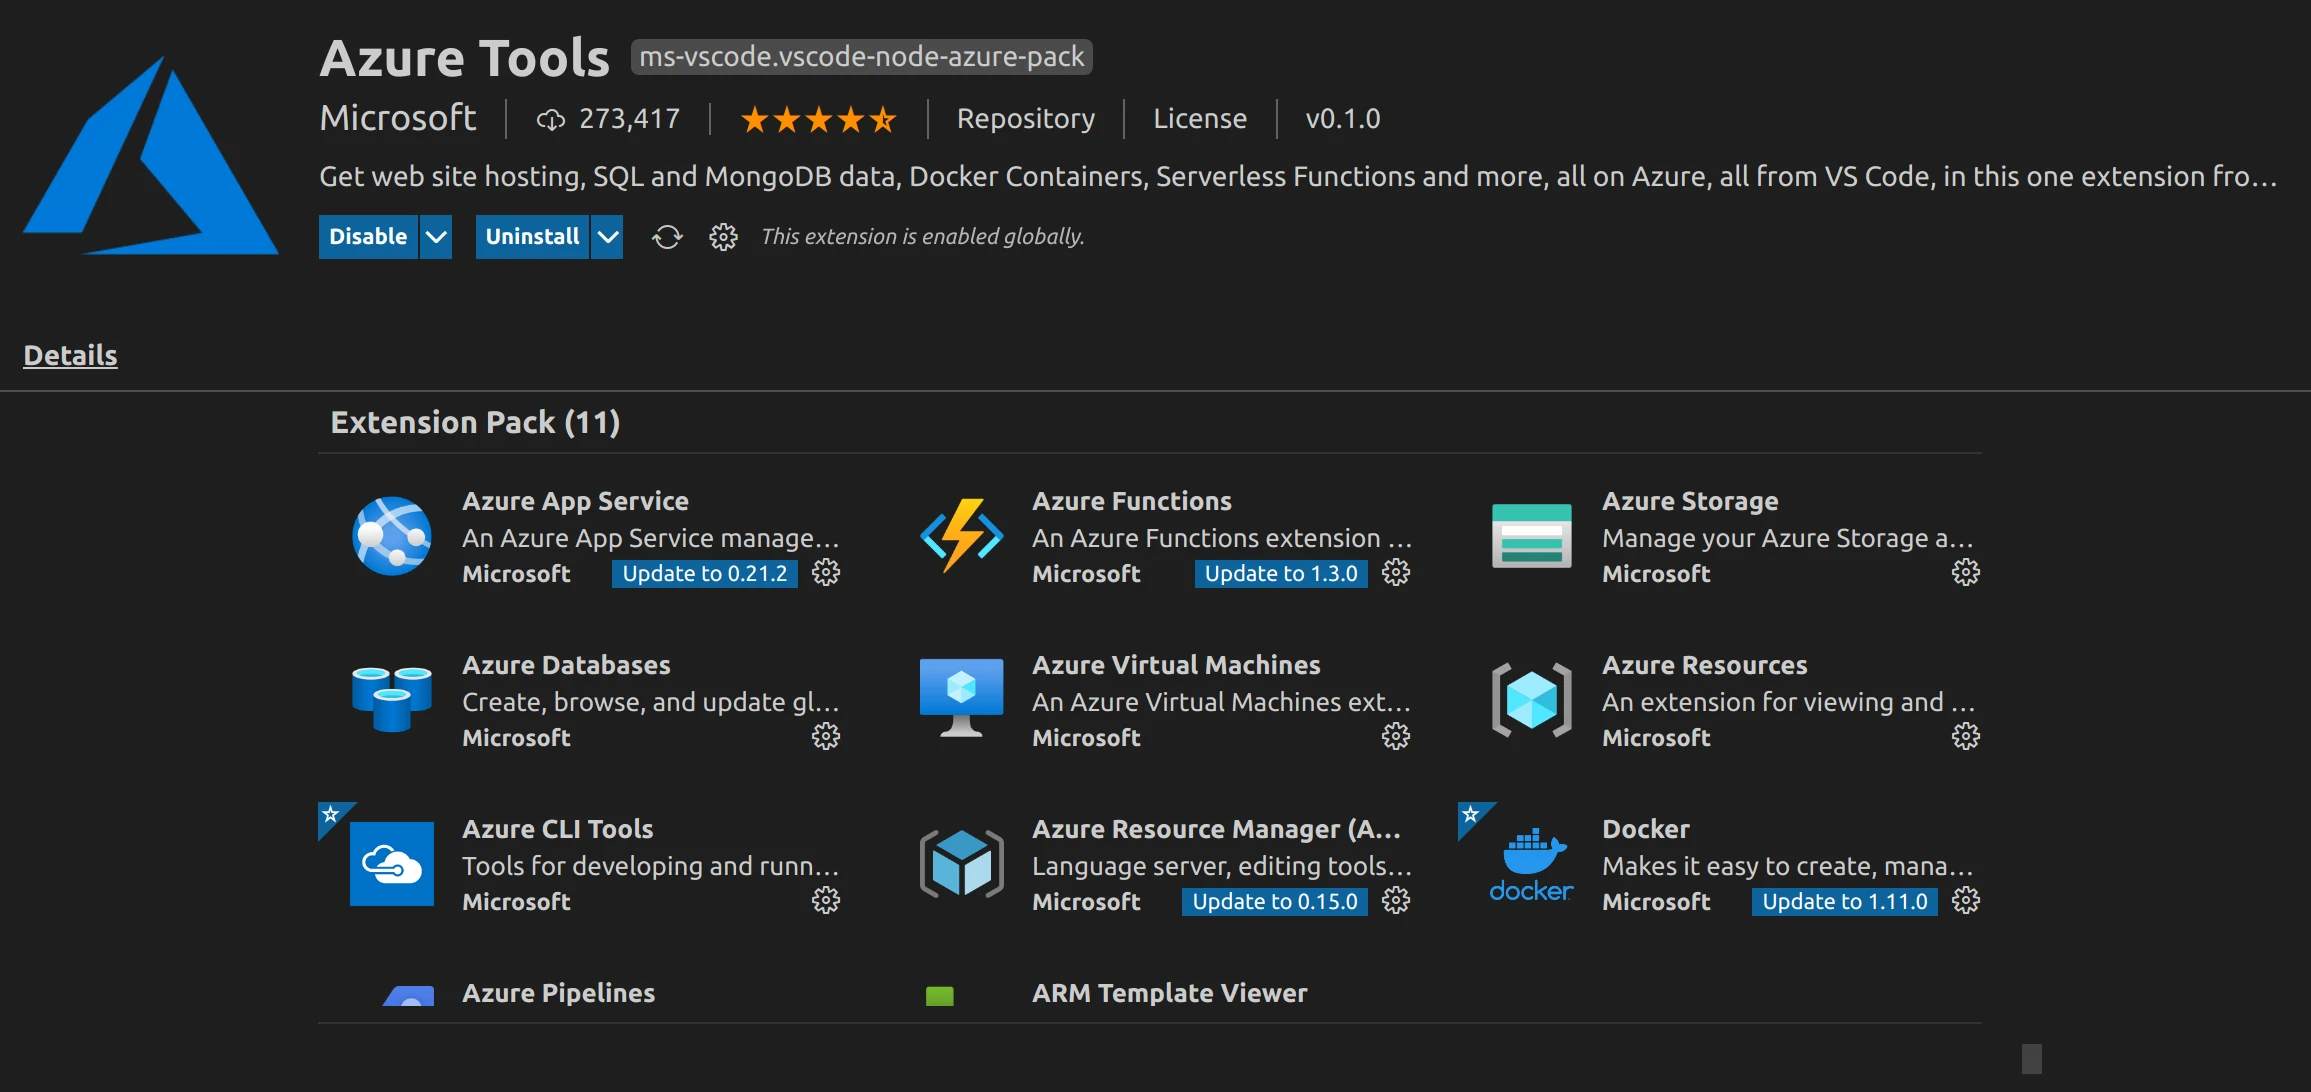 Azure Tools ms-vscode.vscode-node-azure-pack
Microsoft 273,417 Repository License v0.1.0
Get web site hosting, SQL and MongoDB data, Docker Containers, Serverless Functions and more, all on Azure, all from VS Code, in this one extension fro...
Disable Uninstall This extension is enabled globally.
Details
Extension Pack (11)
Azure App Service
An Azure App Service manage...
Microsoft Update to 0.21.2
Azure Functions
An Azure Functions extension ...
Microsoft Update to 1.3.0
Azure Storage
Manage your Azure Storage a...
Microsoft
Azure Databases
Create, browse, and update gl...
Microsoft
Azure Virtual Machines
An Azure Virtual Machines ext...
Microsoft
Azure Resources
An extension for viewing and ...
Microsoft
Azure CLI Tools
Tools for developing and runn...
Microsoft
Azure Resource Manager (A...
Language server, editing tools...
Microsoft Update to 0.15.0
docker
Docker
Makes it easy to create, mana...
Microsoft Update to 1.11.0
Azure Pipelines
ARM Template Viewer